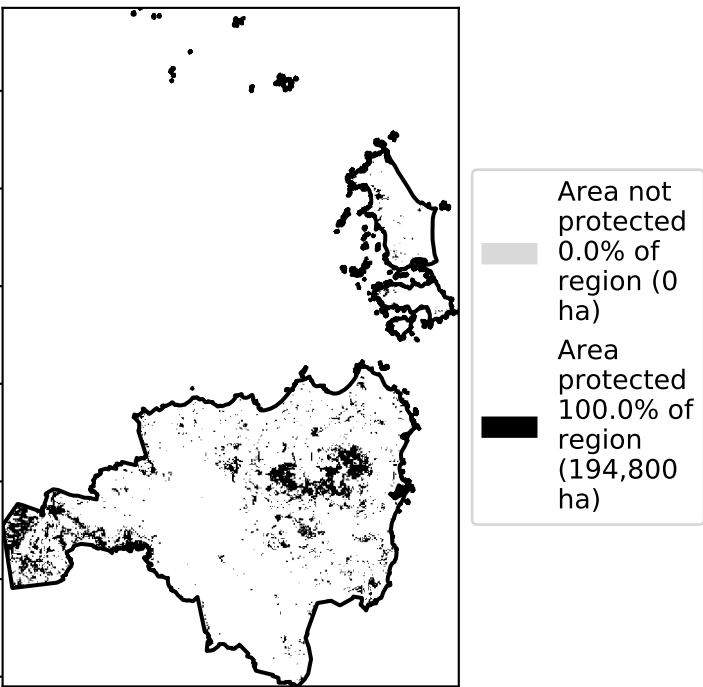 Area not
protected
0.0% of
region (0
ha)
Area
protected
100.0% of
region
(194,800
ha)